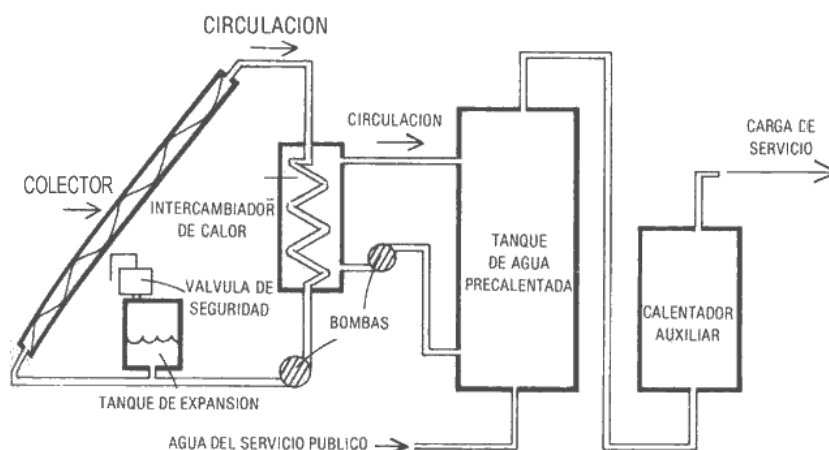 CIRCULACION
CIRCULACION
CARGA DE
SERVICIO
COLECTOR
INTERCAMBIADOR
DE CALOR
TANQUE
DE AGUA
PRECALENTADA
VALVULA DE
SEGURIDAD
BOMBAS
CALENTADOR
AUXILIAR
TANQUE DE EXPANSION
AGUA DEL SERVICIO PUBLICO